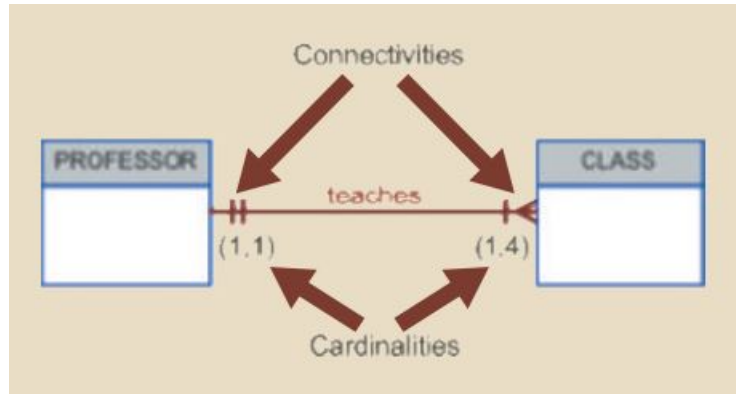 Connectivities
PROFESSOR
CLASS
teaches
(1,1)
(1,4)
Cardinalities